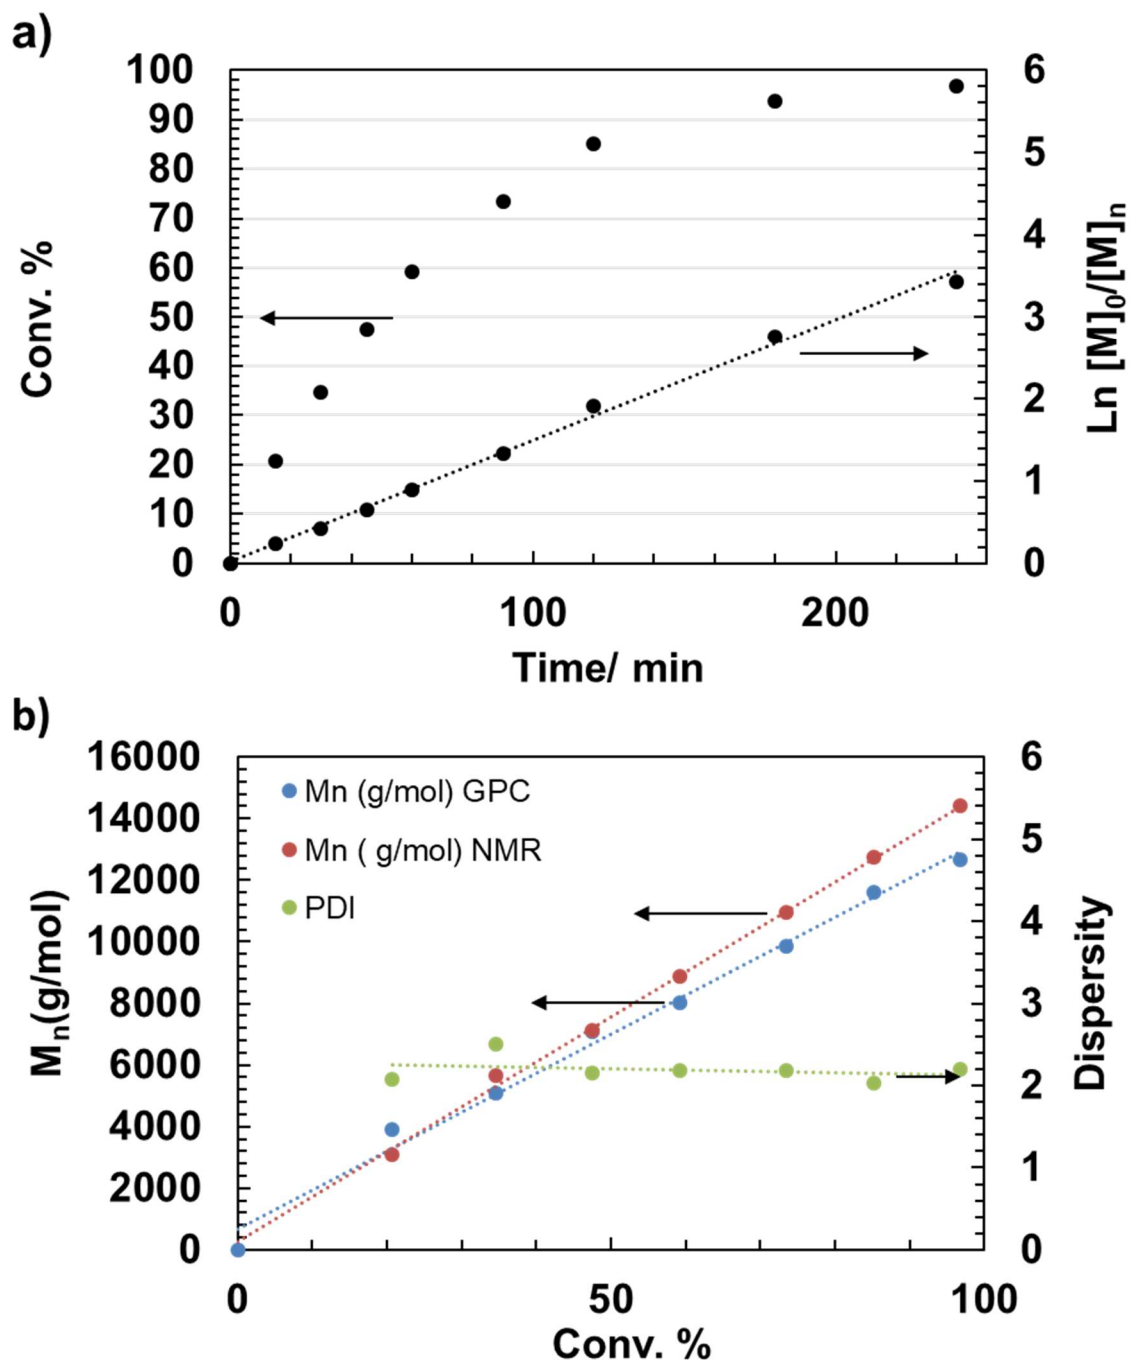 a)
100
90
80
70
60
50
40
30
20
10
0
Conv. %
6
5
4
3
2
1
0
Ln [M]0/[M]n
0 100 200
Time/ min
b)
16000
14000
12000
10000
8000
6000
4000
2000
0
Mn(g/mol)
Mn (g/mol) GPC
Mn ( g/mol) NMR
PDI
6
5
4
3
2
1
0
Dispersity
0 50 100
Conv. %